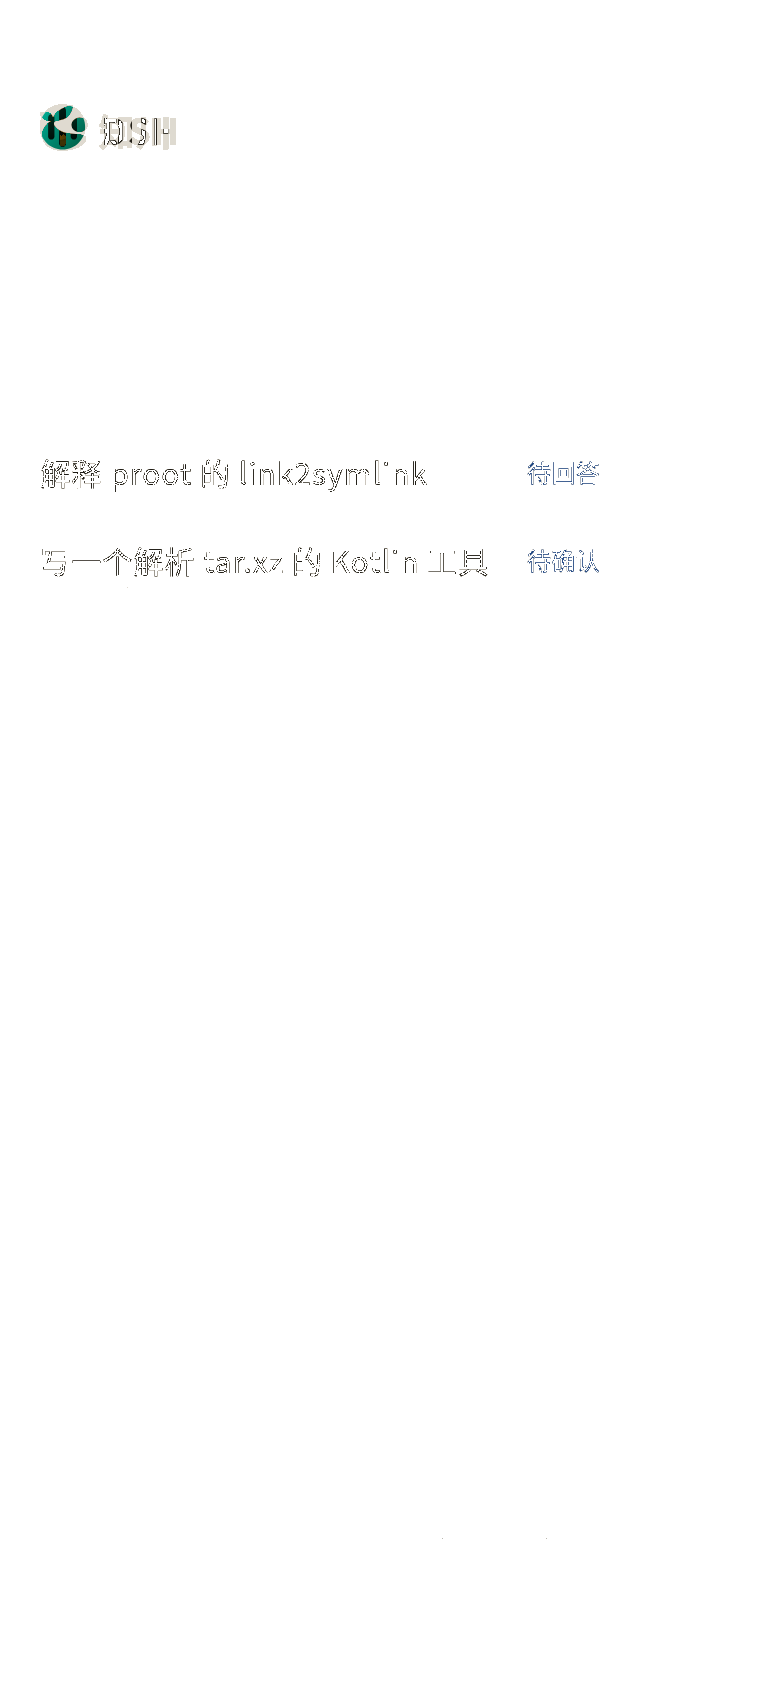 解释 proot 的 link2symlink 待回答
写一个解析 tar.xz 的 Kotlin 工具 待确认